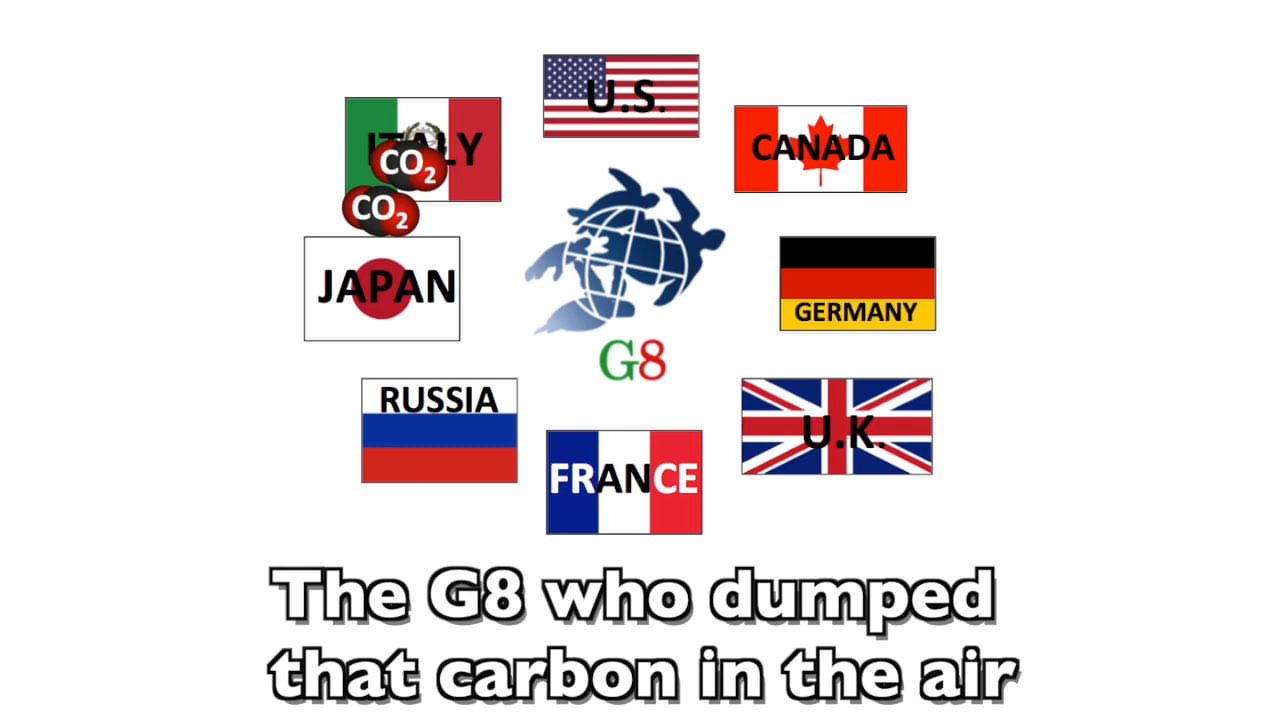 U.S.
ITALY
CANADA
CO2
CO2
JAPAN
GERMANY
G8
RUSSIA
U.K.
FRANCE
The G8 who dumped
that carbon in the air